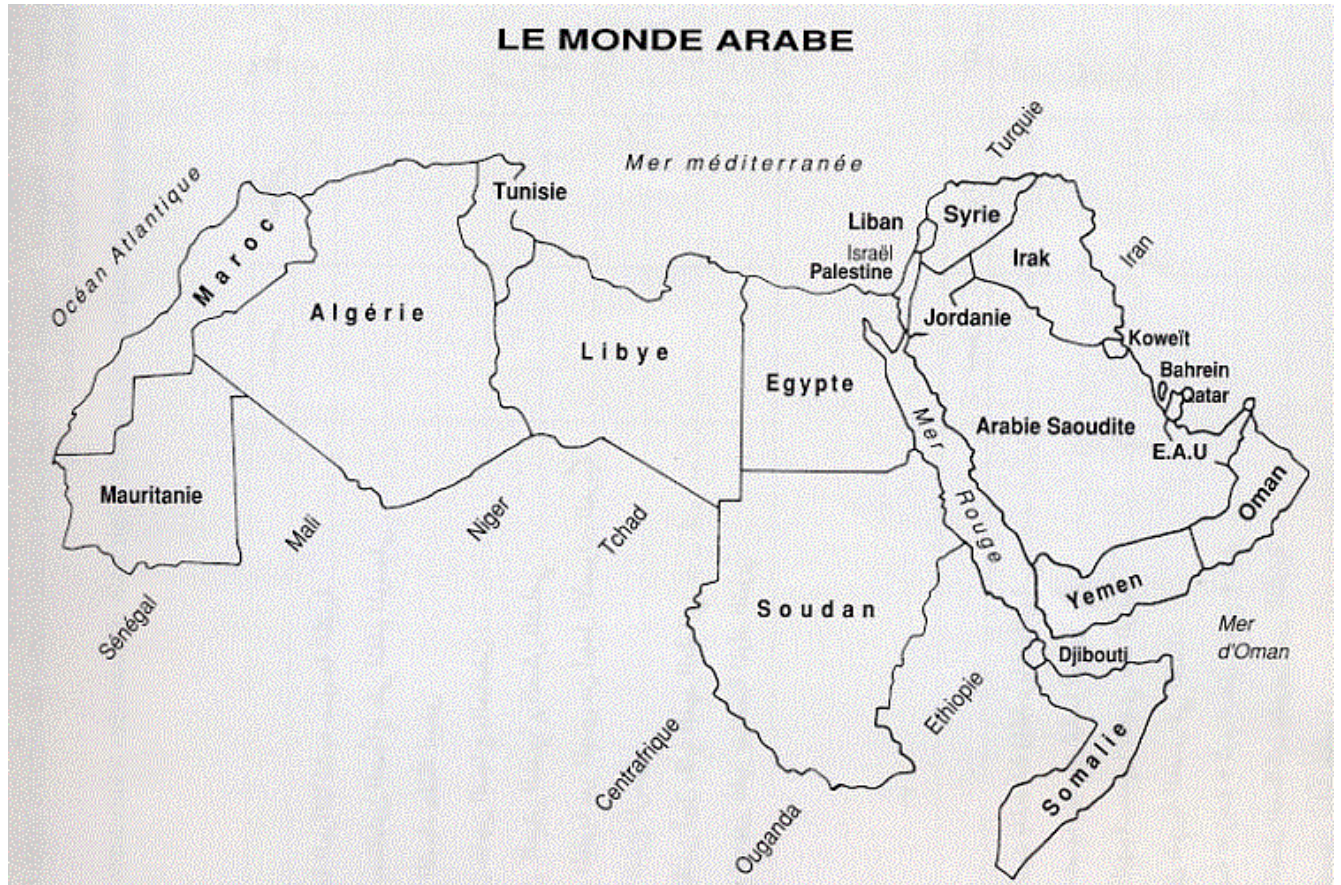 LE MONDE ARABE
Turquie
Mer méditerranée
Océan Atlantique
Tunisie
Maroc
Liban
Syrie
Israël
Palestine
Irak
Iran
Algérie
Jordanie
Libye
Koweït
Egypte
Bahrein
Qatar
Mer Rouge
Arabie Saoudite
E.A.U
Mauritanie
Oman
Mali
Niger
Tchad
Sénégal
Soudan
Yemen
Mer
d'Oman
Djibouti
Ethiopie
Centrafrique
Somalie
Ouganda